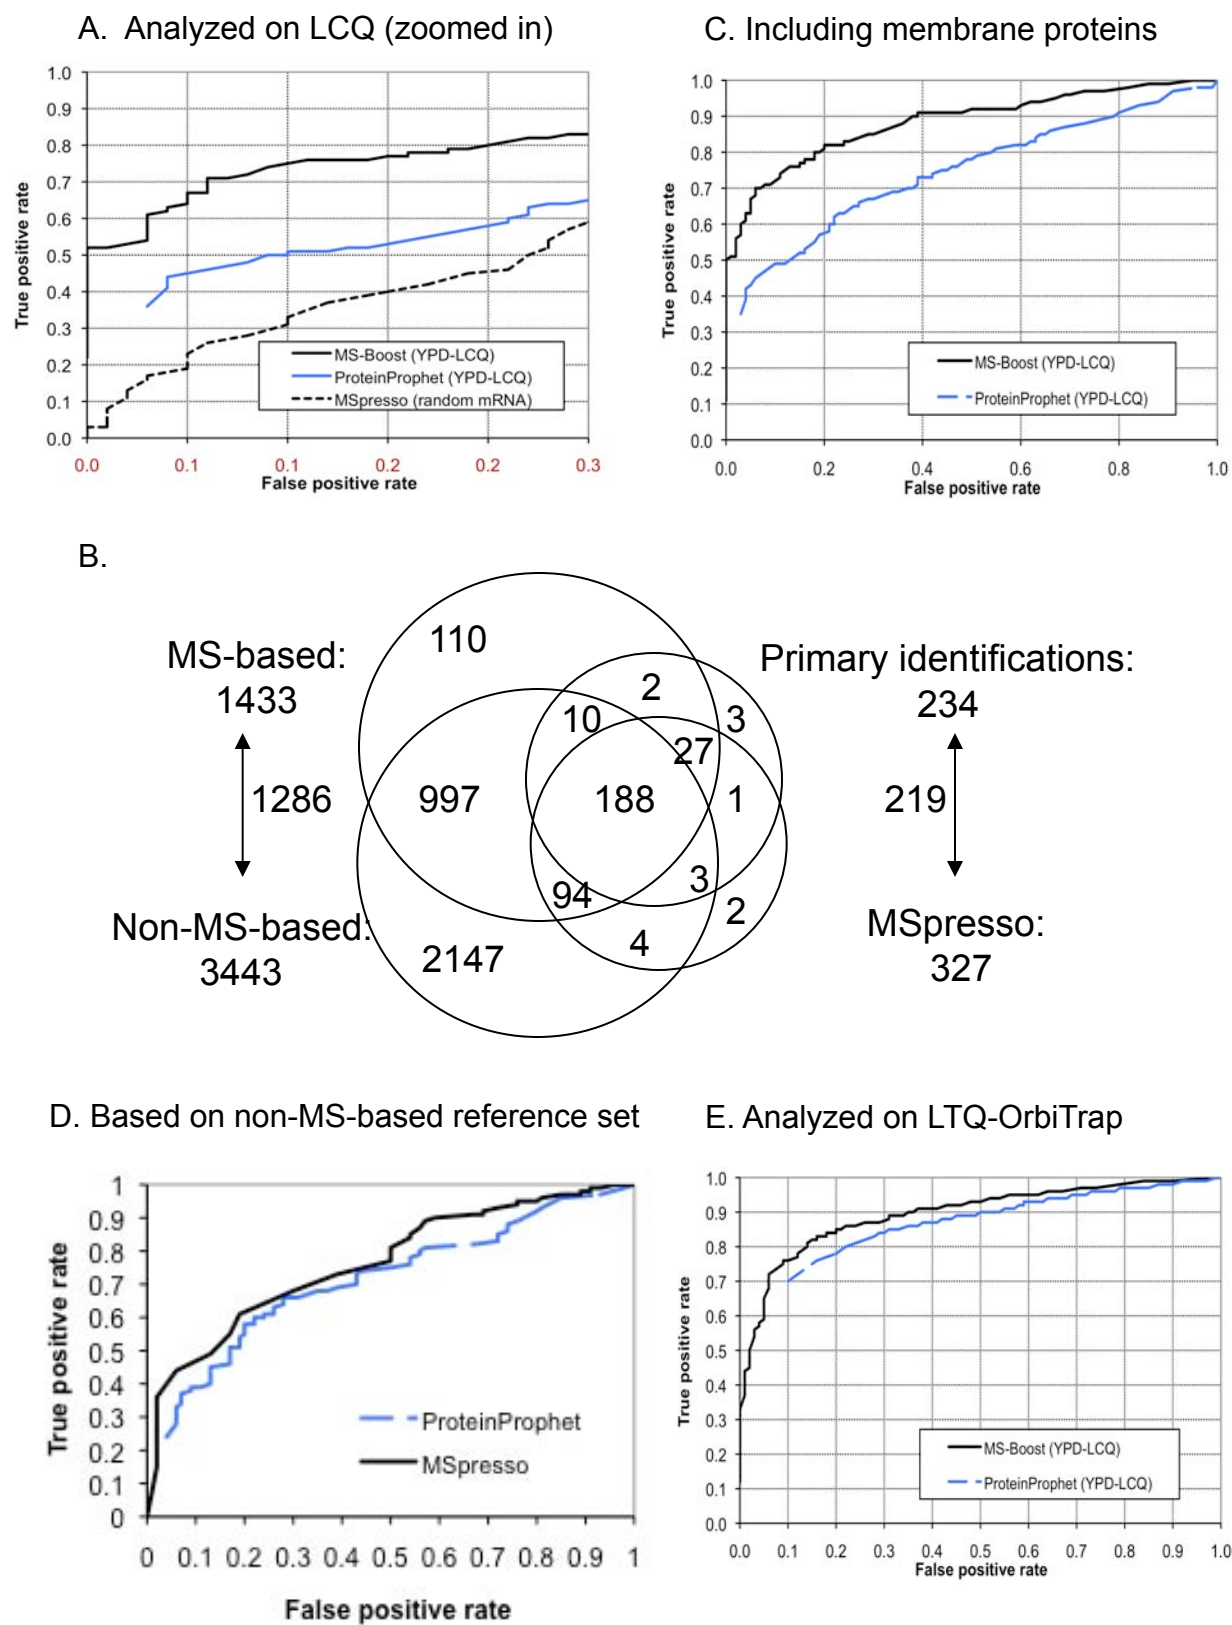 A. Analyzed on LCQ (zoomed in)
1.0
0.9
0.8
0.7
0.6
0.5
0.4
0.3
0.2
0.1
0.0
True positive rate
MS-Boost (YPD-LCQ)
ProteinProphet (YPD-LCQ)
MSpresso (random mRNA)
0.0 0.1 0.1 0.2 0.2 0.3
False positive rate
C. Including membrane proteins
1.0
0.9
0.8
0.7
0.6
0.5
0.4
0.3
0.2
0.1
0.0
True positive rate
MS-Boost (YPD-LCQ)
ProteinProphet (YPD-LCQ)
0.0 0.2 0.4 0.6 0.8 1.0
False positive rate
B.
MS-based:
1433
1286
Non-MS-based:
3443
110
2
10
3
27
997
188
1
94
3
2
4
2147
Primary identifications:
234
219
MSpresso:
327
D. Based on non-MS-based reference set
1
0.9
0.8
0.7
0.6
0.5
0.4
0.3
0.2
0.1
0
True positive rate
ProteinProphet
MSpresso
0 0.1 0.2 0.3 0.4 0.5 0.6 0.7 0.8 0.9 1
False positive rate
E. Analyzed on LTQ-OrbiTrap
1.0
0.9
0.8
0.7
0.6
0.5
0.4
0.3
0.2
0.1
0.0
True positive rate
MS-Boost (YPD-LCQ)
ProteinProphet (YPD-LCQ)
0.0 0.1 0.2 0.3 0.4 0.5 0.6 0.7 0.8 0.9 1.0
False positive rate